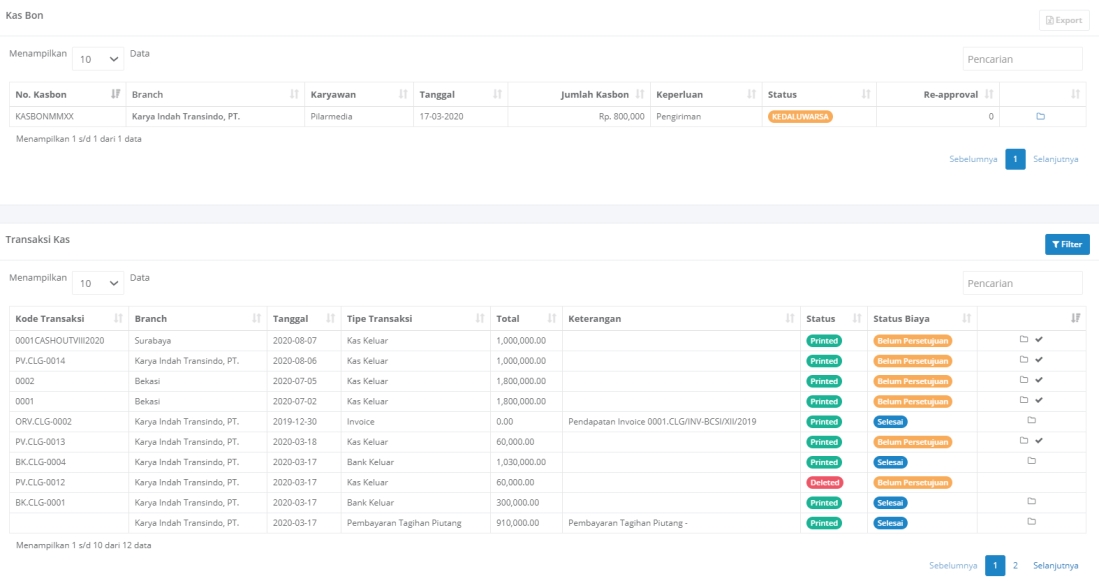 Kas Bon
Export
Menampilkan 10 Data
Pencarian
No. Kasbon Branch Karyawan Tanggal Jumlah Kasbon Keperluan Status Re-approval
KASBONMMXX Karya Indah Transindo, PT. Pilarmedia 17-03-2020 Rp. 800,000 Pengiriman KEDALUWARSA 0
Menampilkan 1 s/d 1 dari 1 data
Sebelumnya 1 Selanjutnya
Transaksi Kas
Filter
Menampilkan 10 Data
Pencarian
Kode Transaksi Branch Tanggal Tipe Transaksi Total Keterangan Status Status Biaya
0001CASHOUTVIII2020 Surabaya 2020-08-07 Kas Keluar 1,000,000.00 Printed Belum Persetujuan
PV.CLG-0014 Karya Indah Transindo, PT. 2020-08-06 Kas Keluar 1,000,000.00 Printed Belum Persetujuan
0002 Bekasi 2020-07-05 Kas Keluar 1,800,000.00 Printed Belum Persetujuan
0001 Bekasi 2020-07-02 Kas Keluar 1,800,000.00 Printed Belum Persetujuan
ORV.CLG-0002 Karya Indah Transindo, PT. 2019-12-30 Invoice 0.00 Pendapatan Invoice 0001.CLG/INV-BCSI/XII/2019 Printed Selesai
PV.CLG-0013 Karya Indah Transindo, PT. 2020-03-18 Kas Keluar 60,000.00 Printed Belum Persetujuan
BK.CLG-0004 Karya Indah Transindo, PT. 2020-03-17 Bank Keluar 1,030,000.00 Printed Selesai
PV.CLG-0012 Karya Indah Transindo, PT. 2020-03-17 Kas Keluar 60,000.00 Deleted Belum Persetujuan
BK.CLG-0001 Karya Indah Transindo, PT. 2020-03-17 Bank Keluar 300,000.00 Printed Selesai
Karya Indah Transindo, PT. 2020-03-17 Pembayaran Tagihan Piutang 910,000.00 Pembayaran Tagihan Piutang - Printed Selesai
Menampilkan 1 s/d 10 dari 12 data
Sebelumnya 1 2 Selanjutnya